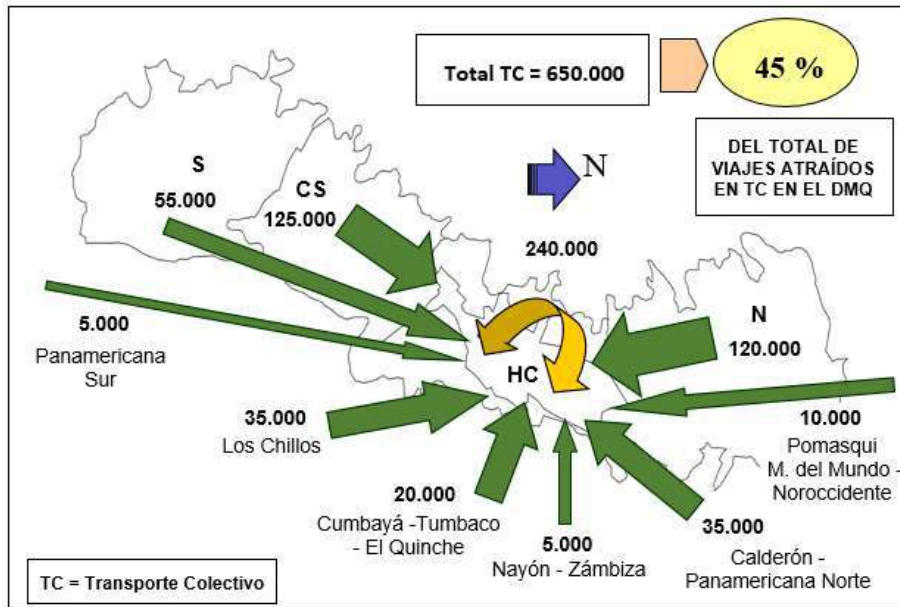 Total TC = 650.000
45 %
DEL TOTAL DE
VIAJES ATRAÍDOS
EN TC EN EL DMQ
N
S
55.000
CS
125.000
240.000
N
120.000
HC
5.000
Panamericana
Sur
35.000
Los Chillos
20.000
Cumbayá -Tumbaco
- El Quinche
5.000
Nayón - Zámbiza
10.000
Pomasqui
M. del Mundo -
Noroccidente
35.000
Calderón -
Panamericana Norte
TC = Transporte Colectivo